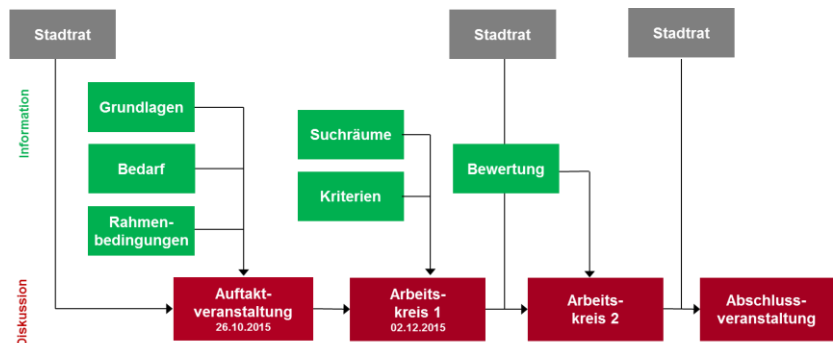 Stadtrat
Stadtrat
Stadtrat
Information
Grundlagen
Bedarf
Rahmen-
bedingungen
Suchräume
Kriterien
Bewertung
Diskussion
Auftakt-
veranstaltung
26.10.2015
Arbeits-
kreis 1
02.12.2015
Arbeits-
kreis 2
Abschluss-
veranstaltung